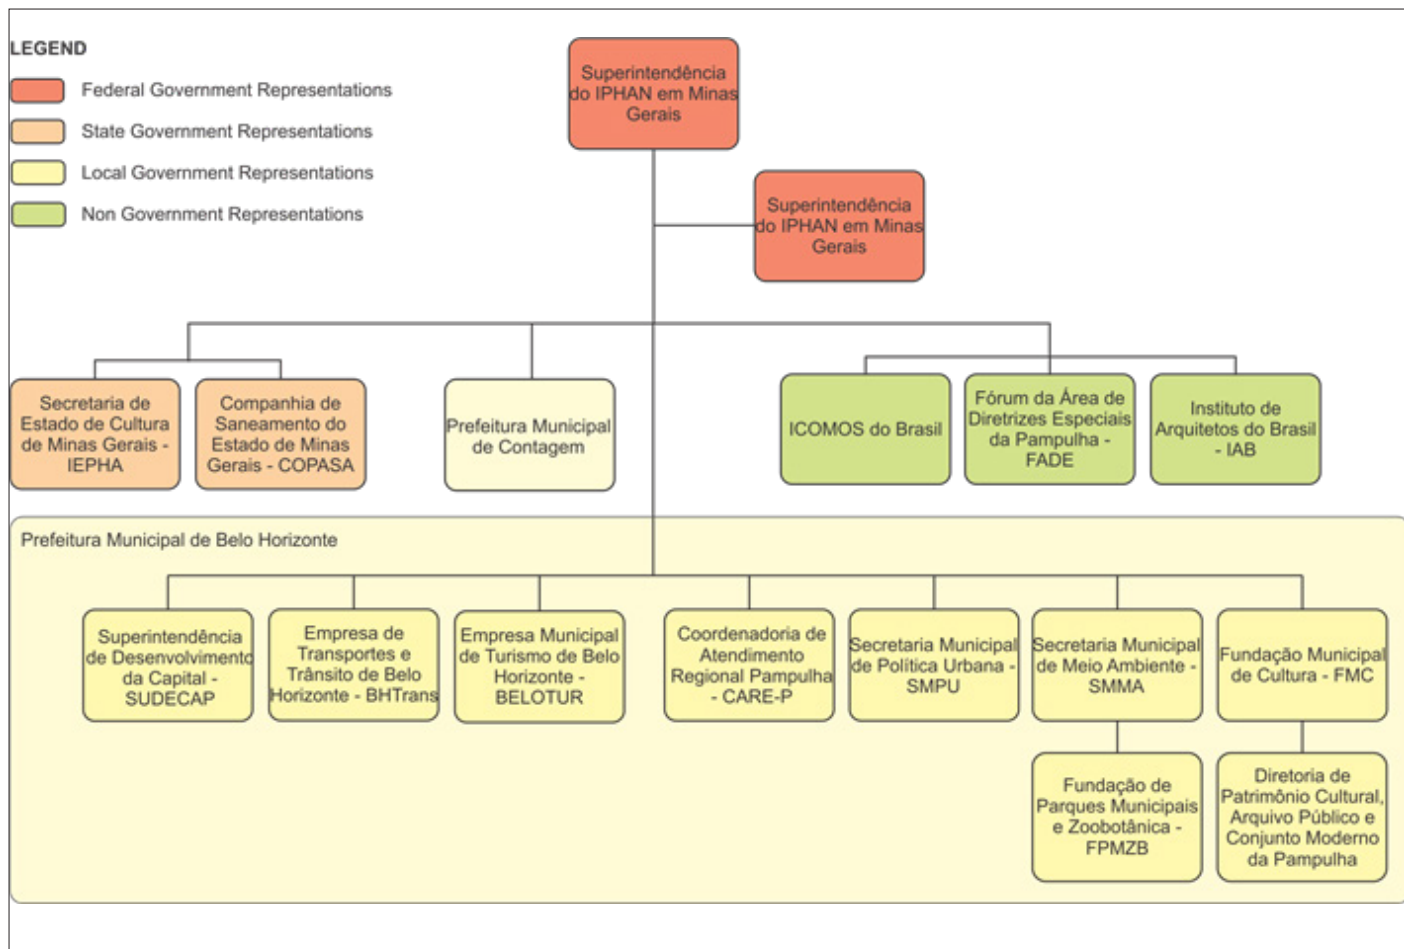 LEGEND
Federal Government Representations
State Government Representations
Local Government Representations
Non Government Representations
Superintendência
do IPHAN em Minas
Gerais
Superintendência
do IPHAN em Minas
Gerais
Secretaria de
Estado de Cultura
de Minas Gerais -
IEPHA
Companhia de
Saneamento do
Estado de Minas
Gerais - COPASA
Prefeitura Municipal
de Contagem
ICOMOS do Brasil
Fórum da Área de
Diretrizes Especiais
da Pampulha -
FADE
Instituto de
Arquitetos do Brasil
- IAB
Prefeitura Municipal de Belo Horizonte
Superintendência
de Desenvolvimento
da Capital -
SUDECAP
Empresa de
Transportes e
Trânsito de Belo
Horizonte - BHTrans
Empresa Municipal
de Turismo de Belo
Horizonte -
BELOTUR
Coordenadoria de
Atendimento
Regional Pampulha
- CARE-P
Secretaria Municipal
de Política Urbana -
SMPU
Secretaria Municipal
de Meio Ambiente -
SMMA
Fundação Municipal
de Cultura - FMC
Fundação de
Parques Municipais
e Zoobotânica -
FPMZB
Diretoria de
Patrimônio Cultural,
Arquivo Público e
Conjunto Moderno
da Pampulha